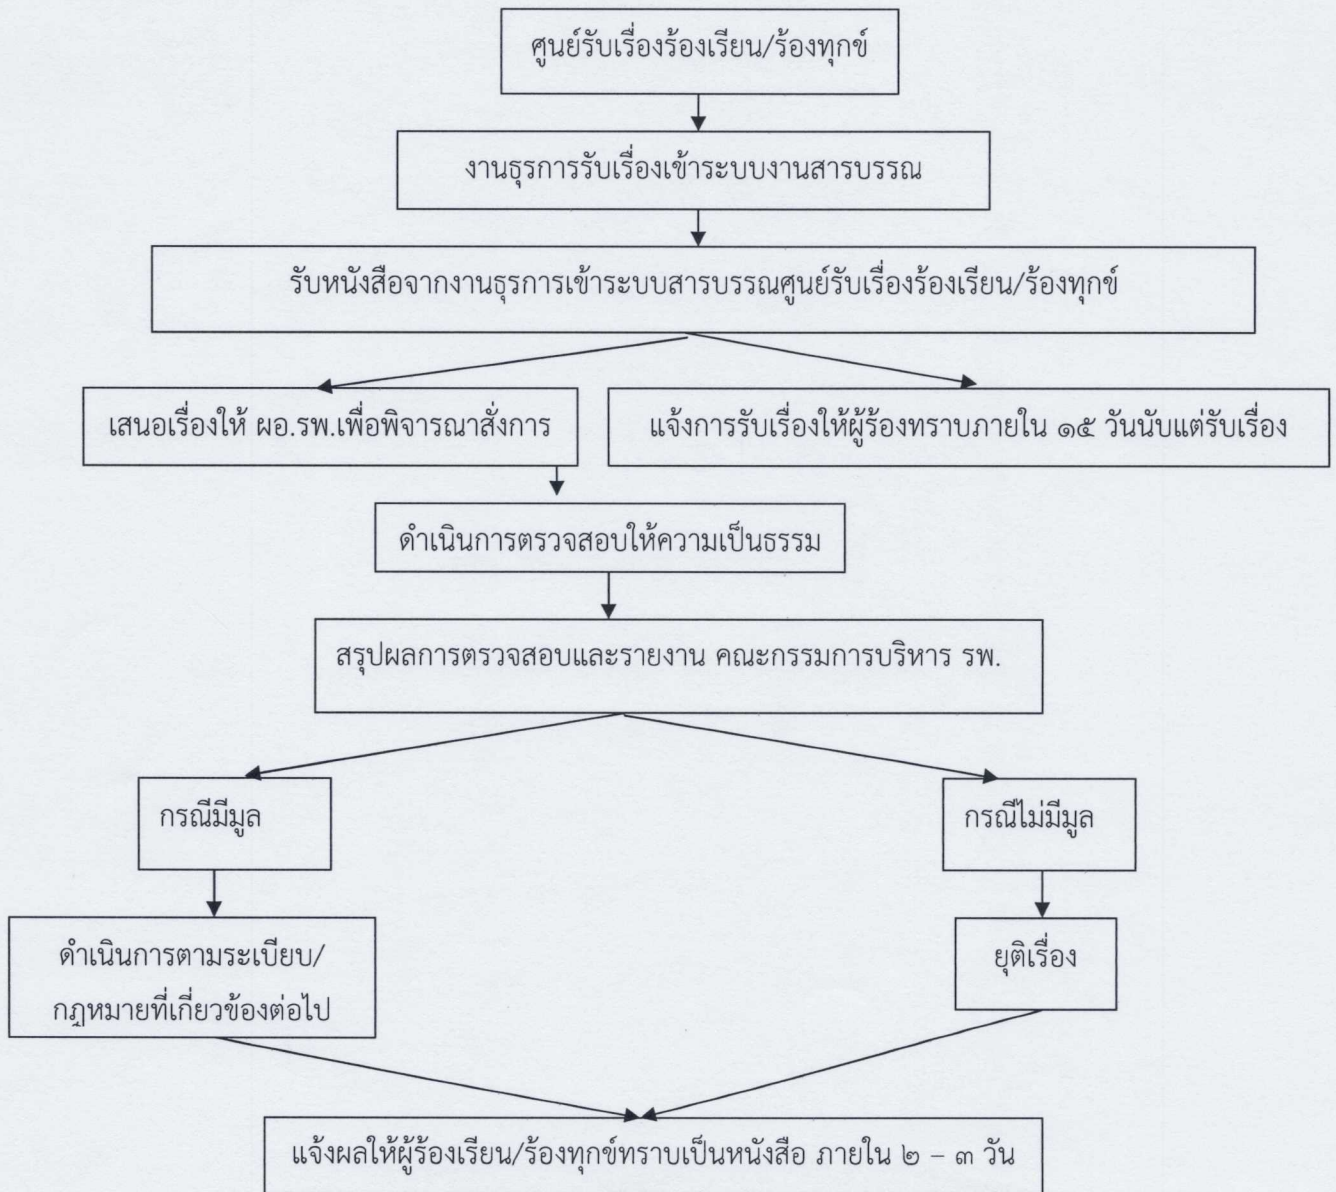 ศูนย์รับเรื่องร้องเรียน/ร้องทุกข์
งานธุรการรับเรื่องเข้าระบบงานสารบรรณ
รับหนังสือจากงานธุรการเข้าระบบสารบรรณศูนย์รับเรื่องร้องเรียน/ร้องทุกข์
เสนอเรื่องให้ ผอ.รพ.เพื่อพิจารณาสั่งการ
แจ้งการรับเรื่องให้ผู้ร้องทราบภายใน ๑๕ วันนับแต่รับเรื่อง
ดำเนินการตรวจสอบให้ความเป็นธรรม
สรุปผลการตรวจสอบและรายงาน คณะกรรมการบริหาร รพ.
กรณีมีมูล
กรณีไม่มีมูล
ดำเนินการตามระเบียบ/
กฎหมายที่เกี่ยวข้องต่อไป
ยุติเรื่อง
แจ้งผลให้ผู้ร้องเรียน/ร้องทุกข์ทราบเป็นหนังสือ ภายใน ๒ – ๓ วัน